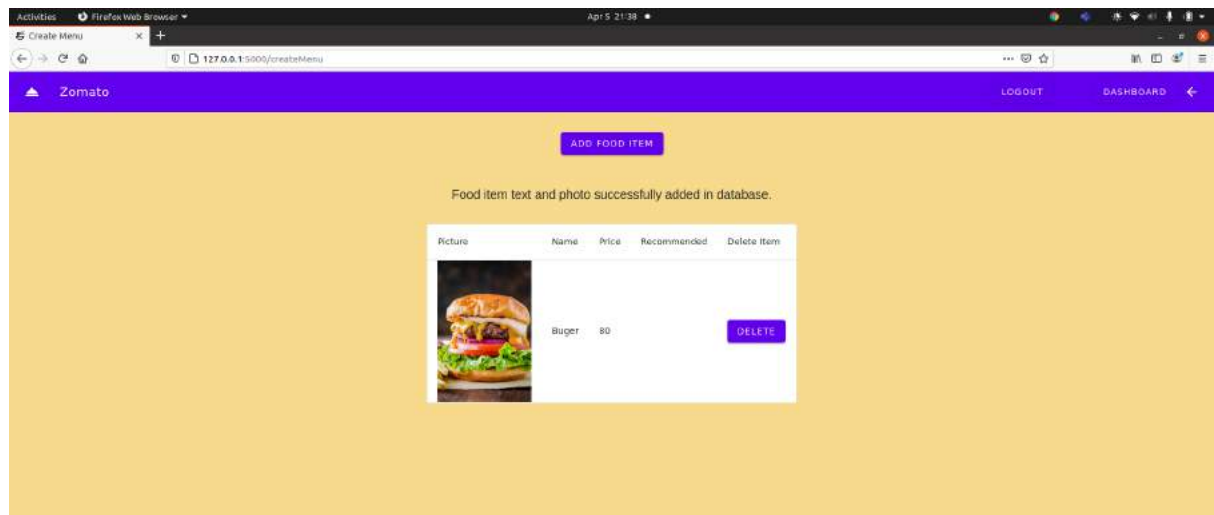 Activities Firefox Web Browser Apr 5 21:38
Create Menu
127.0.0.1:5000/createMenu
Zomato LOGOUT DASHBOARD
ADD FOOD ITEM
Food item text and photo successfully added in database.
Picture Name Price Recommended Delete Item
Buger 80 DELETE